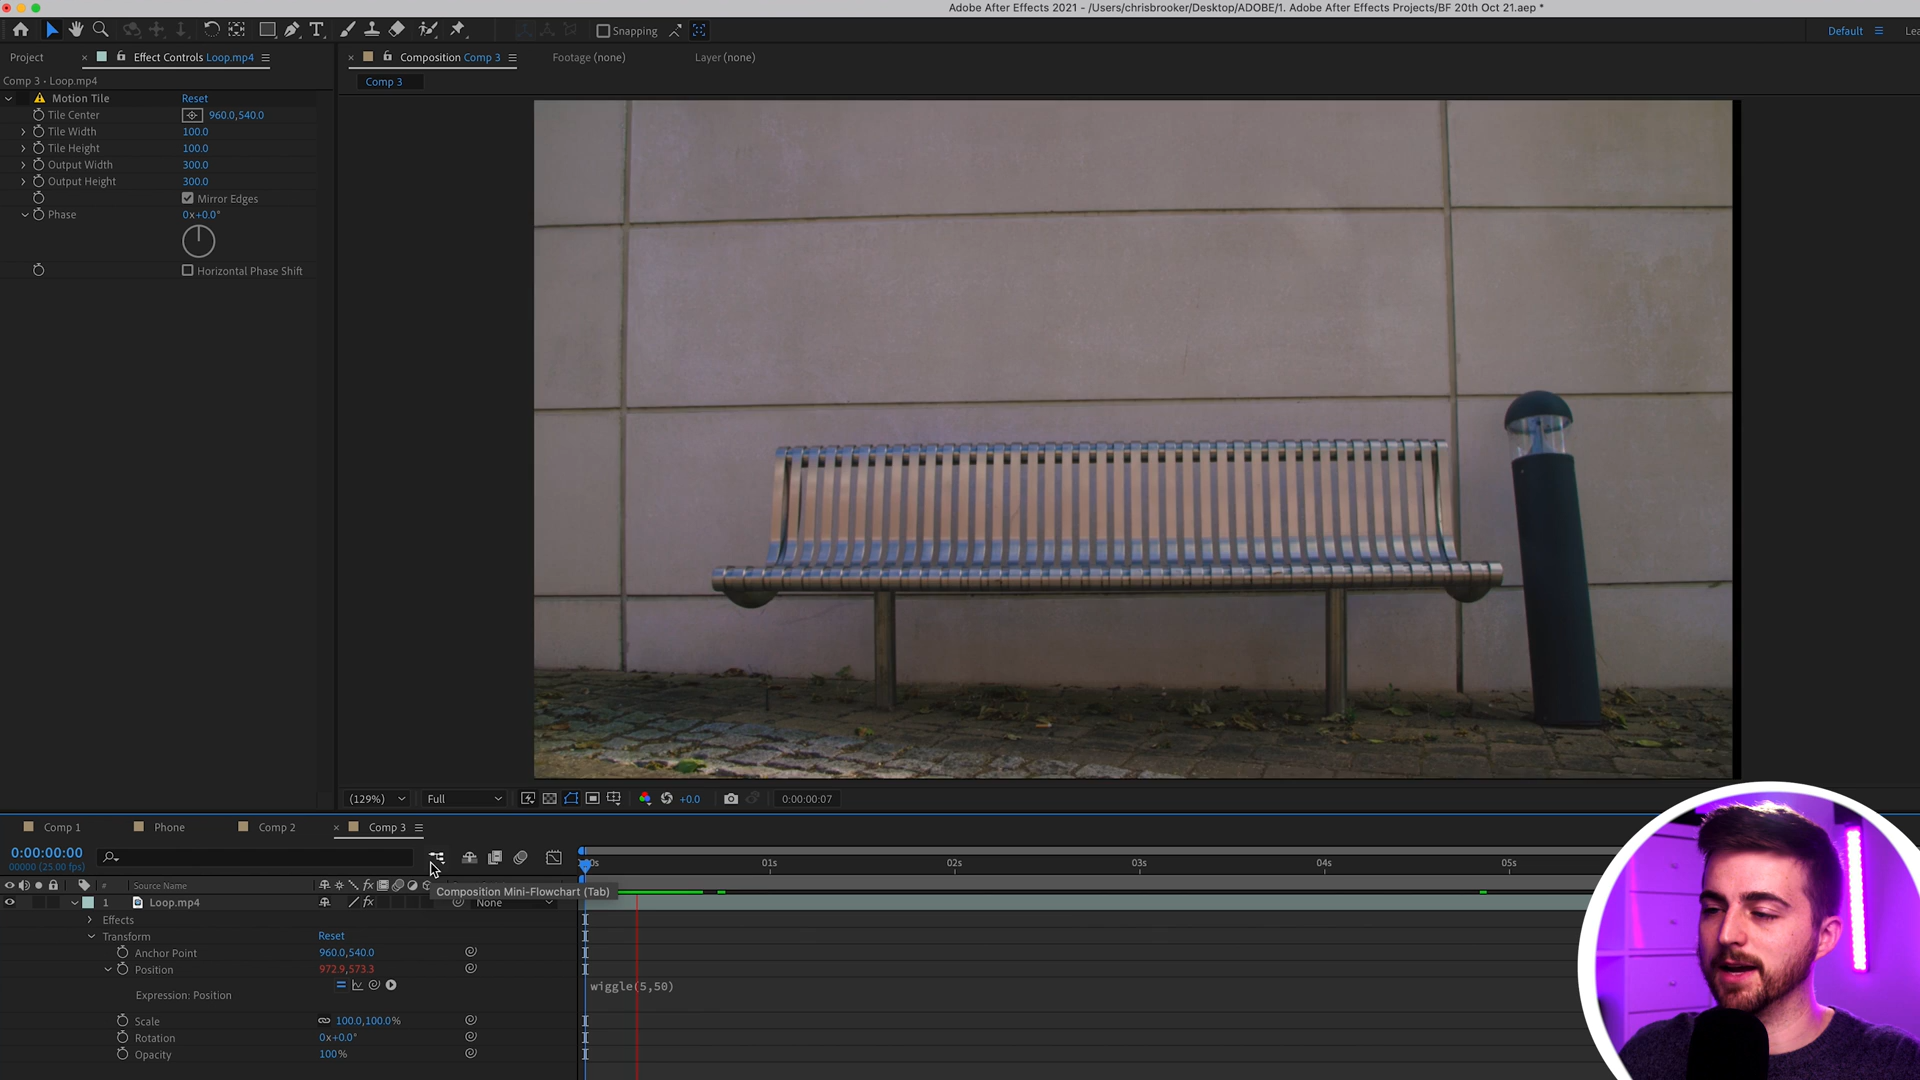 Adobe After Effects 2021 - /Users/chrisbrooker/Desktop/ADOBE/1. Adobe After Effects Projects/BF 20th Oct 21.aep *
Snapping
Default
Lea
Project
Effect Controls Loop.mp4
Composition Comp 3
Footage (none)
Layer (none)
Comp 3 • Loop.mp4
Comp 3
Motion Tile
Reset
Tile Center
960.0,540.0
Tile Width
100.0
Tile Height
100.0
Output Width
300.0
Output Height
300.0
Mirror Edges
Phase
0x+0.0°
Horizontal Phase Shift
(129%)
Full
+0.0
0:00:00:07
Comp 1
Phone
Comp 2
Comp 3
0:00:00:00
00000 (25.00 fps)
01s
02s
03s
04s
05s
#
Source Name
fx
Composition Mini-Flowchart (Tab)
1
Loop.mp4
fx
None
Effects
Transform
Reset
Anchor Point
960.0,540.0
Position
972.9,573.3
Expression: Position
wiggle(5,50)
Scale
100.0,100.0%
Rotation
0x+0.0°
Opacity
100%